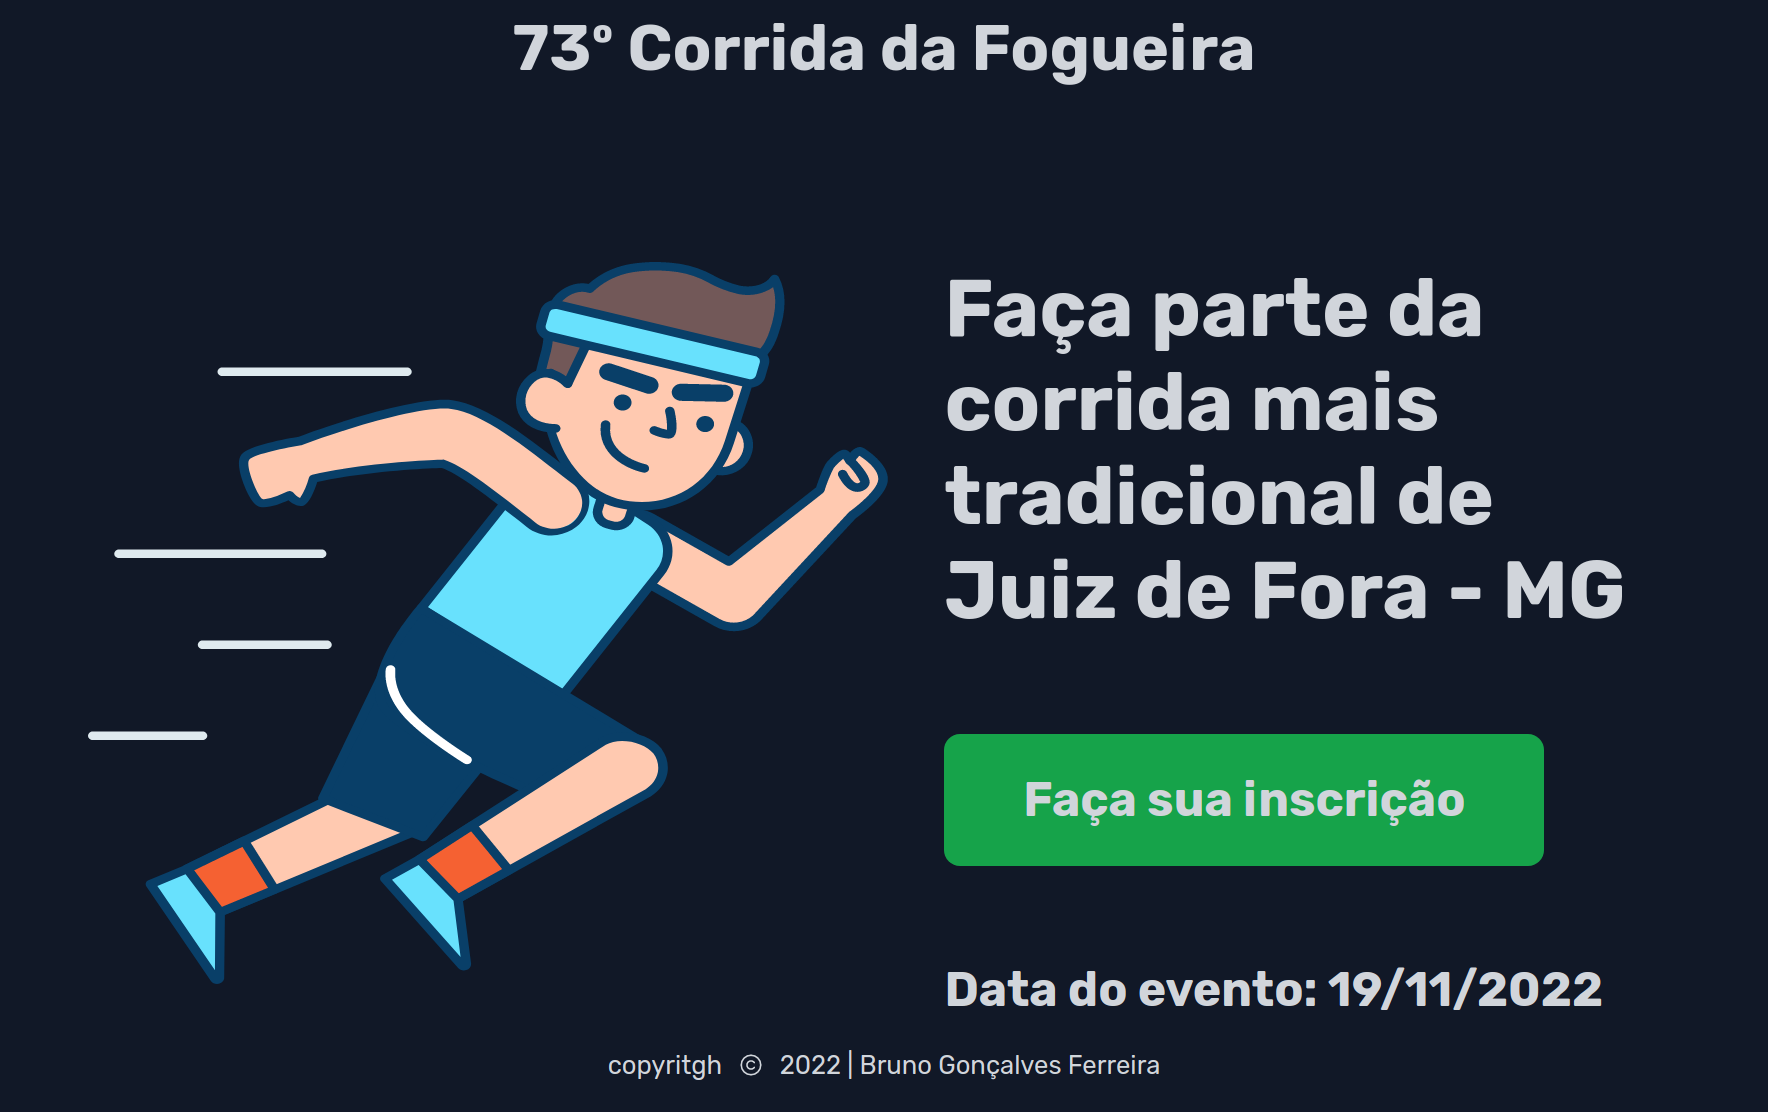 73º Corrida da Fogueira
Faça parte da
corrida mais
tradicional de
Juiz de Fora - MG
Faça sua inscrição
Data do evento: 19/11/2022
copyritgh © 2022 | Bruno Gonçalves Ferreira